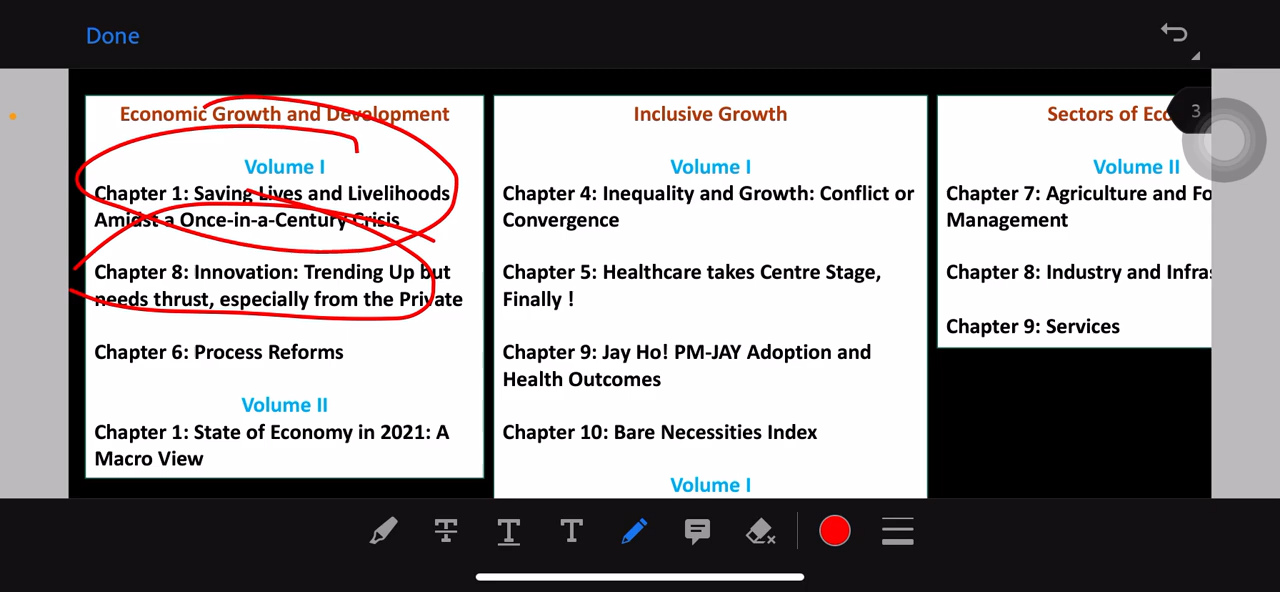 Done
3
Economic Growth and Development
Volume I
Chapter 1: Saving Lives and Livelihoods
Amidst a Once-in-a-Century Crisis
Chapter 8: Innovation: Trending Up but
needs thrust, especially from the Private
Chapter 6: Process Reforms
Volume II
Chapter 1: State of Economy in 2021: A
Macro View
Inclusive Growth
Volume I
Chapter 4: Inequality and Growth: Conflict or
Convergence
Chapter 5: Healthcare takes Centre Stage,
Finally !
Chapter 9: Jay Ho! PM-JAY Adoption and
Health Outcomes
Chapter 10: Bare Necessities Index
Volume I
Sectors of
Volume II
Chapter 7: Agriculture and
Management
Chapter 8: Industry and
Chapter 9: Services
T
T
T